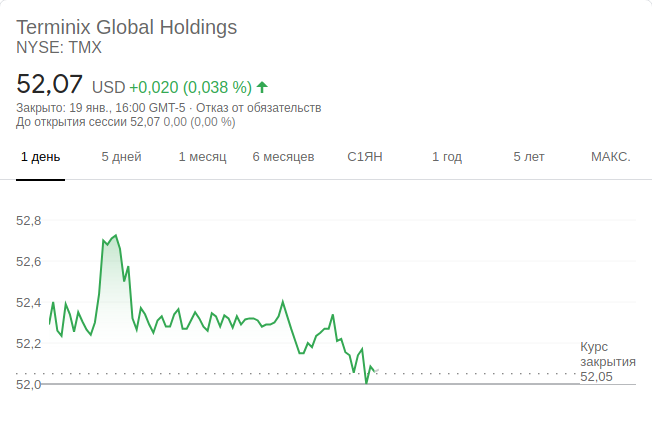 Terminix Global Holdings
NYSE: TMX
52,07 USD +0,020 (0,038 %)
Закрыто: 19 янв., 16:00 GMT-5 · Отказ от обязательств
До открытия сессии 52,07 0,00 (0,00 %)
1 день 5 дней 1 месяц 6 месяцев С1ЯН 1 год 5 лет МАКС.
52,8
52,6
52,4
52,2
52,0
Курс
закрытия
52,05